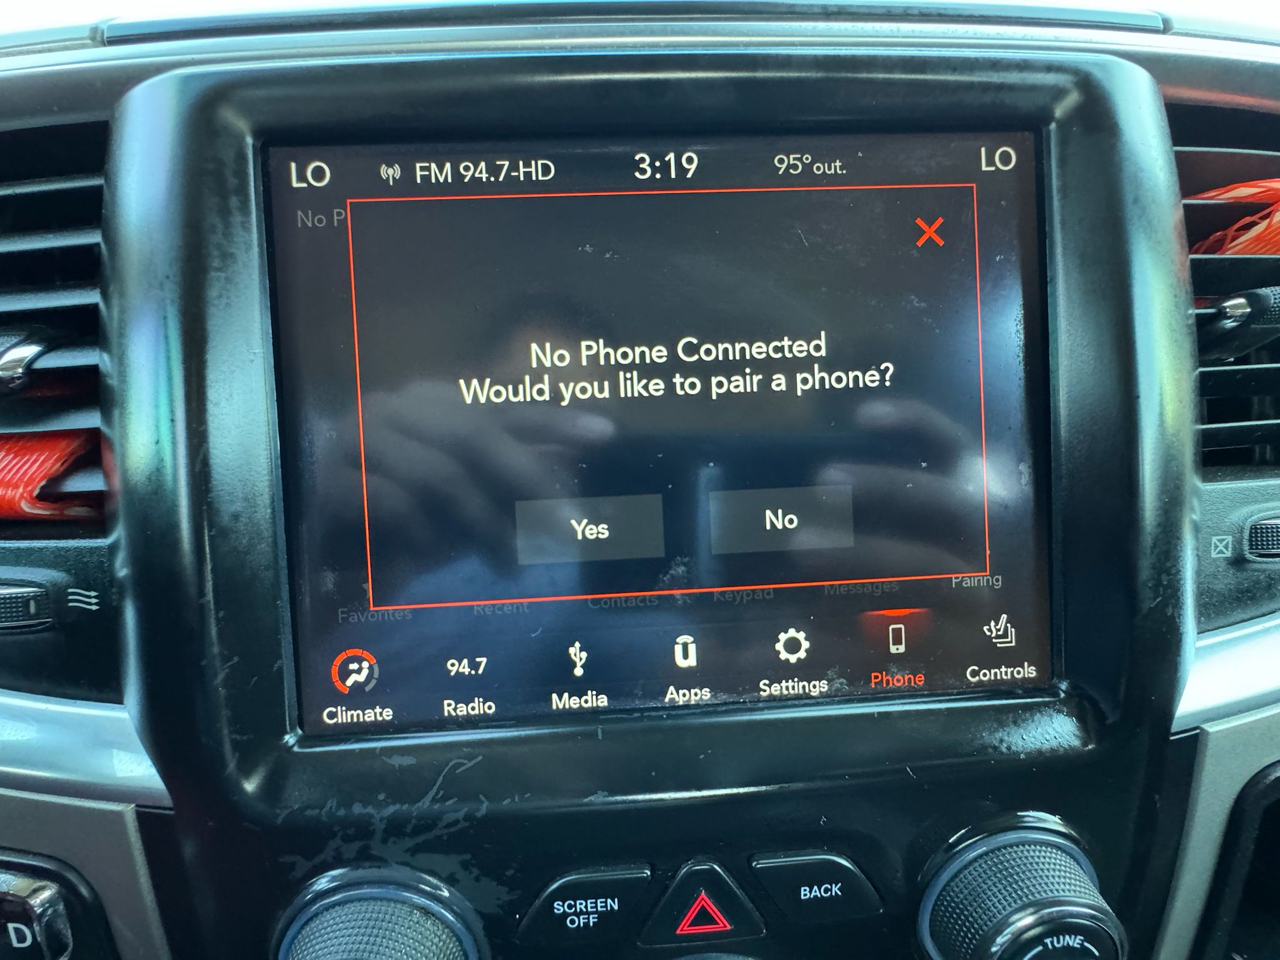 LO FM 94.7-HD 3:19 95° out. LO
No P
No Phone Connected
Would you like to pair a phone?
Yes No
Favorites Recent Contacts Keypad Messages Pairing
94.7
Climate Radio Media Apps Settings Phone Controls
SCREEN
OFF
BACK
D
TUNE